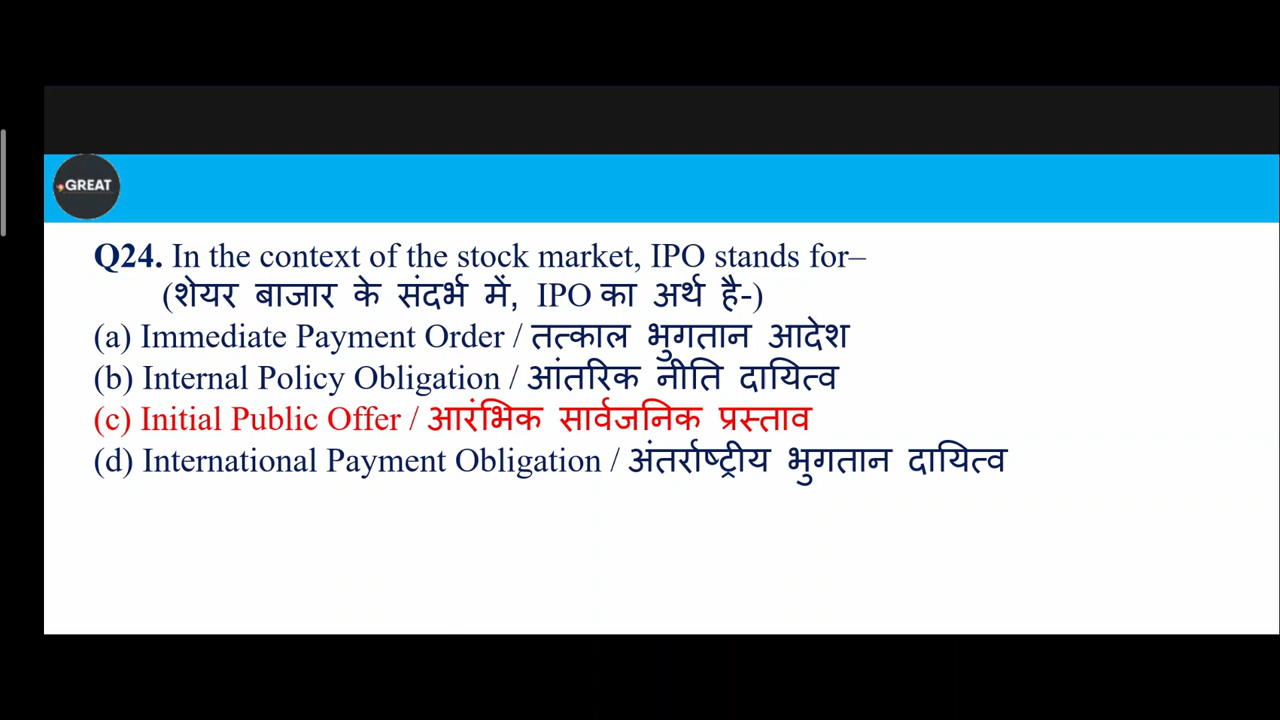 GREAT
Q24. In the context of the stock market, IPO stands for–
(शेयर बाजार के संदर्भ में, IPO का अर्थ है-)
(a) Immediate Payment Order / तत्काल भुगतान आदेश
(b) Internal Policy Obligation / आंतरिक नीति दायित्व
(c) Initial Public Offer / आरंभिक सार्वजनिक प्रस्ताव
(d) International Payment Obligation / अंतर्राष्ट्रीय भुगतान दायित्व